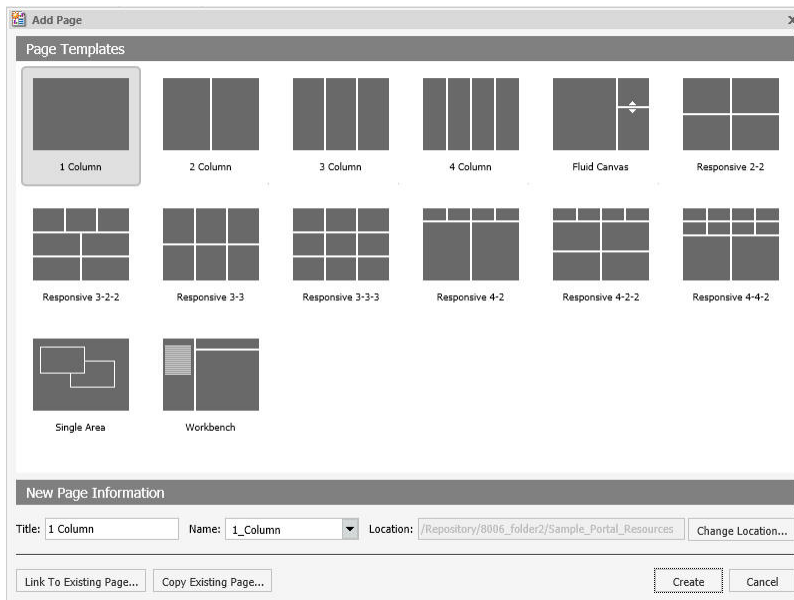 Add Page
Page Templates
1 Column 2 Column 3 Column 4 Column Fluid Canvas Responsive 2-2
Responsive 3-2-2 Responsive 3-3 Responsive 3-3-3 Responsive 4-2 Responsive 4-2-2 Responsive 4-4-2
Single Area Workbench
New Page Information
Title: 1 Column Name: 1_Column Location: /Repository/8006_folder2/Sample_Portal_Resources Change Location...
Link To Existing Page... Copy Existing Page... Create Cancel